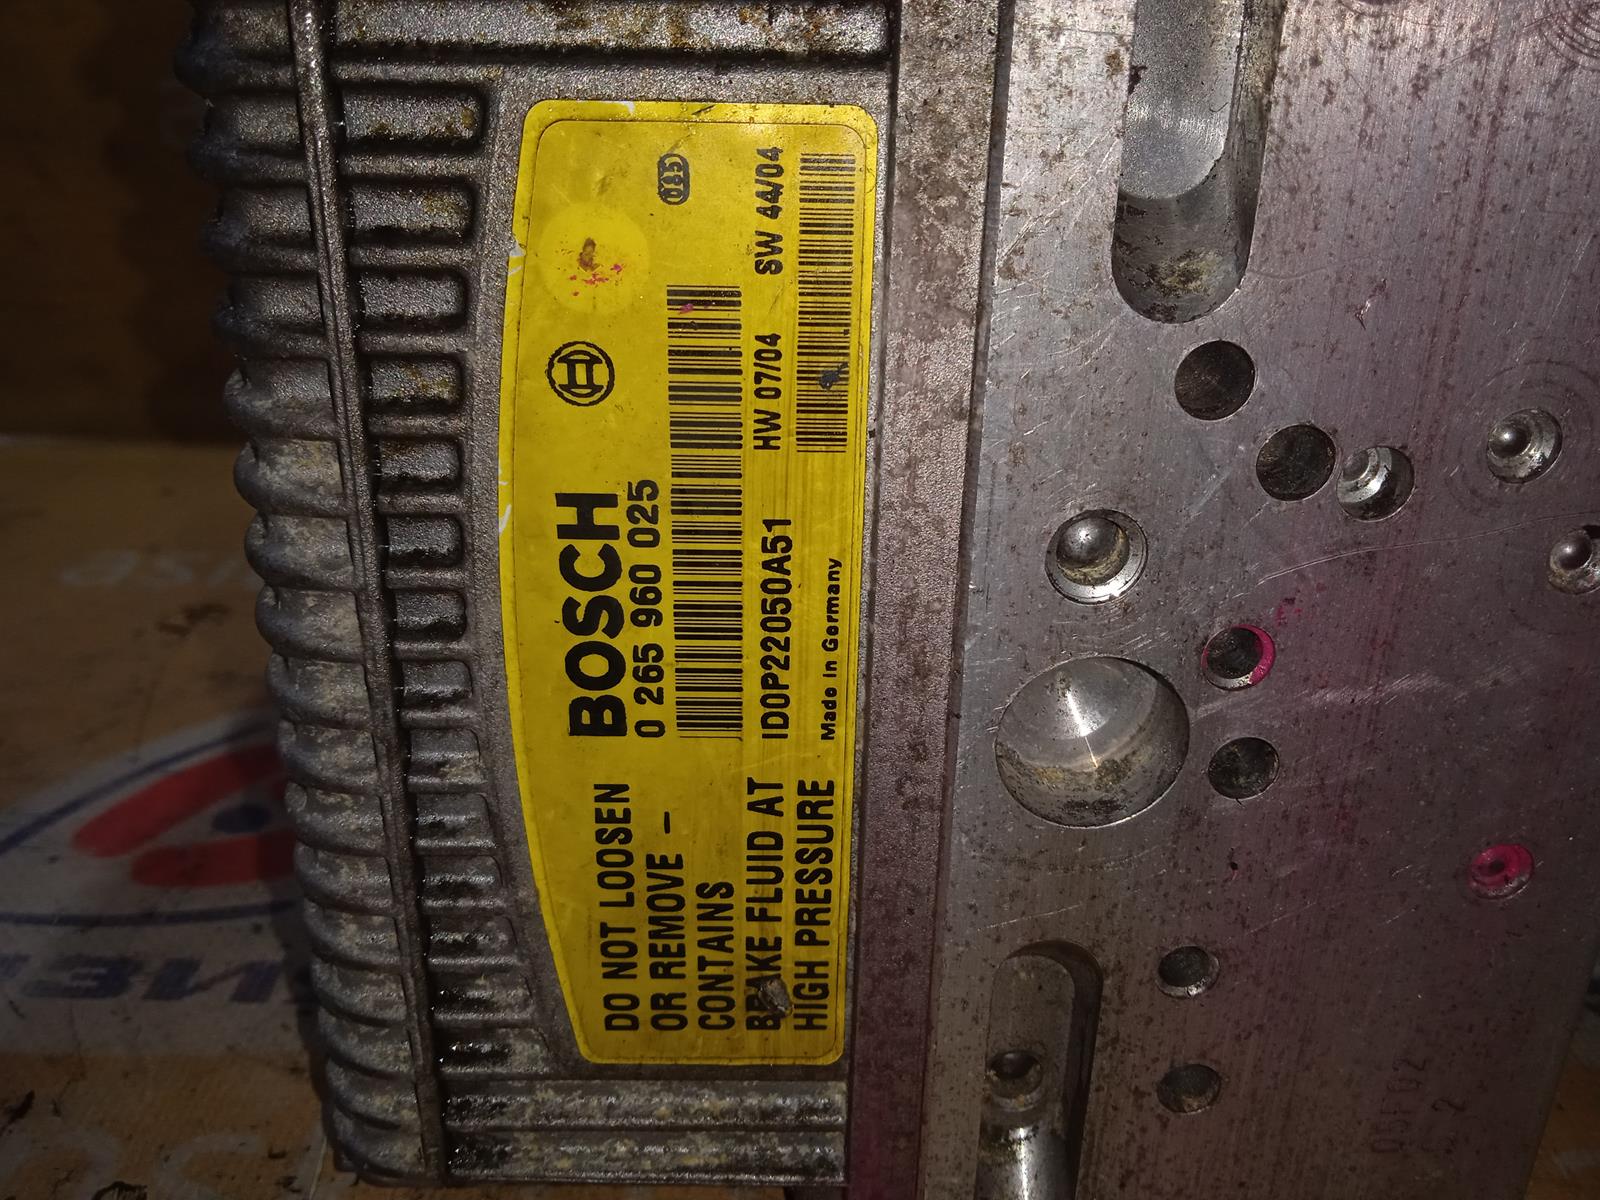 BOSCH
0 265 960 025
1D0P22050A51
Made in Germany
HW 07/04
SW 44/04
035
DO NOT LOOSEN
OR REMOVE –
CONTAINS
BRAKE FLUID AT
HIGH PRESSURE